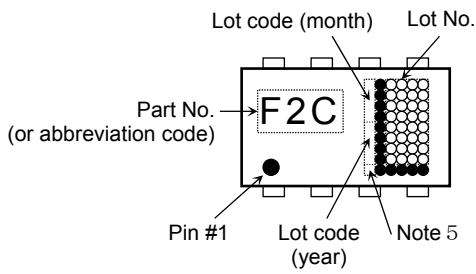 Lot code (month)
Lot No.
Part No.
(or abbreviation code)
F2C
Pin #1
Lot code
(year)
Note 5